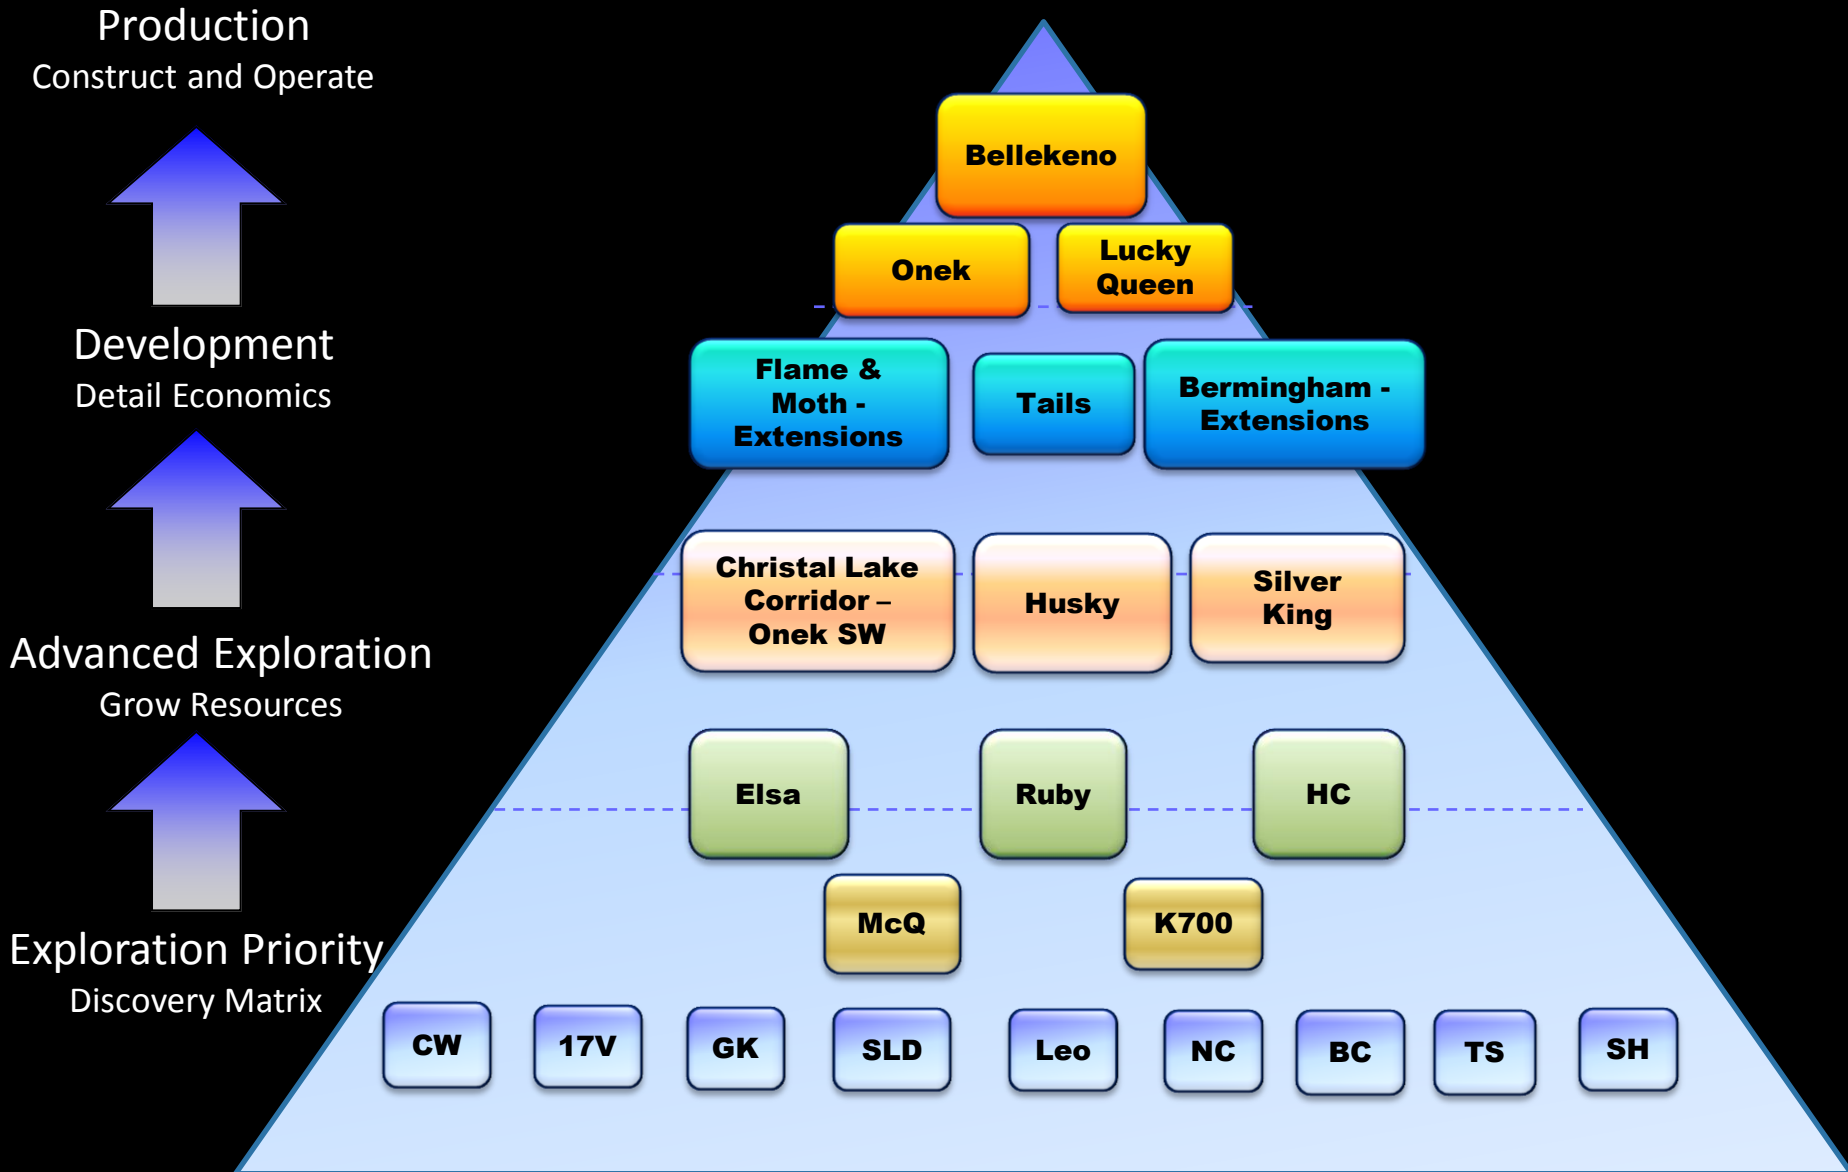 Production
Construct and Operate
Development
Detail Economics
Advanced Exploration
Grow Resources
Exploration Priority
Discovery Matrix
Bellekeno
Onek
Lucky
Queen
Flame &
Moth -
Extensions
Tails
Bermingham -
Extensions
Christal Lake
Corridor –
Onek SW
Husky
Silver
King
Elsa
Ruby
HC
McQ
K700
CW
17V
GK
SLD
Leo
NC
BC
TS
SH